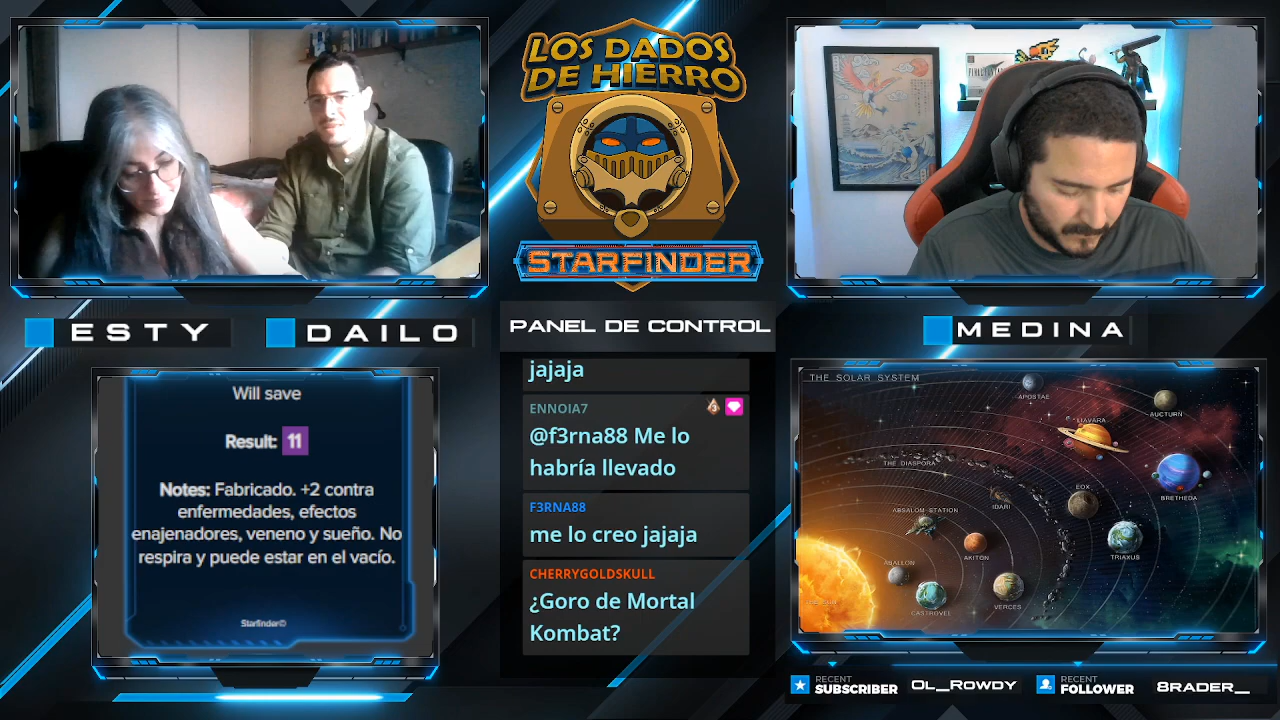 LOS DADOS
DE HIERRO
STARFINDER
ESTY
DAILO
PANEL DE CONTROL
MEDINA
Will save
Result: 11
Notes: Fabricado. +2 contra
enfermedades, efectos
enajenadores, veneno y sueño. No
respira y puede estar en el vacío.
Starfinder©
jajaja
ENNOIA7
@f3rna88 Me lo
habría llevado
F3RNA88
me lo creo jajaja
CHERRYGOLDSKULL
¿Goro de Mortal
Kombat?
THE SOLAR SYSTEM
APOSTAE
AUCTURN
LIAVARA
THE DIASPORA
BRETHEDA
EOX
IDARI
ABSALOM STATION
AKITON
TRIAXUS
ABALLON
CASTROVEL
VERCES
THE SUN
RECENT
SUBSCRIBER
OL_ROWDY
RECENT
FOLLOWER
8RADER_